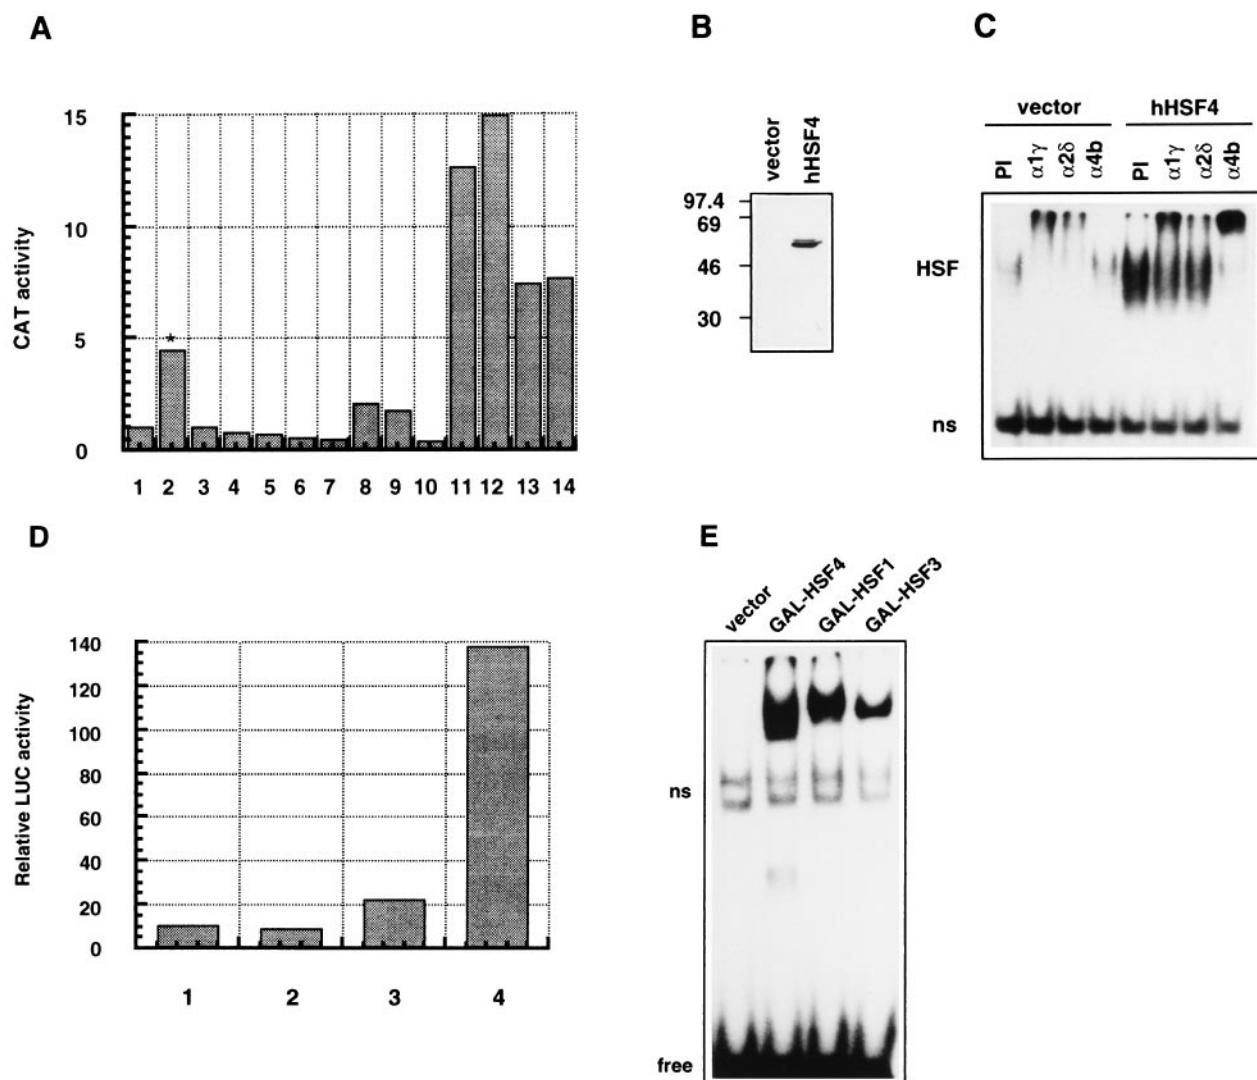 A
CAT activity
15
10
5
0
*
1 2 3 4 5 6 7 8 9 10 11 12 13 14
B
vector
hHSF4
97.4
69
46
30
C
vector hHSF4
PI α1γ α2δ α4b PI α1γ α2δ α4b
HSF
ns
D
Relative LUC activity
140
120
100
80
60
40
20
0
1 2 3 4
E
vector
GAL-HSF4
GAL-HSF1
GAL-HSF3
ns
free